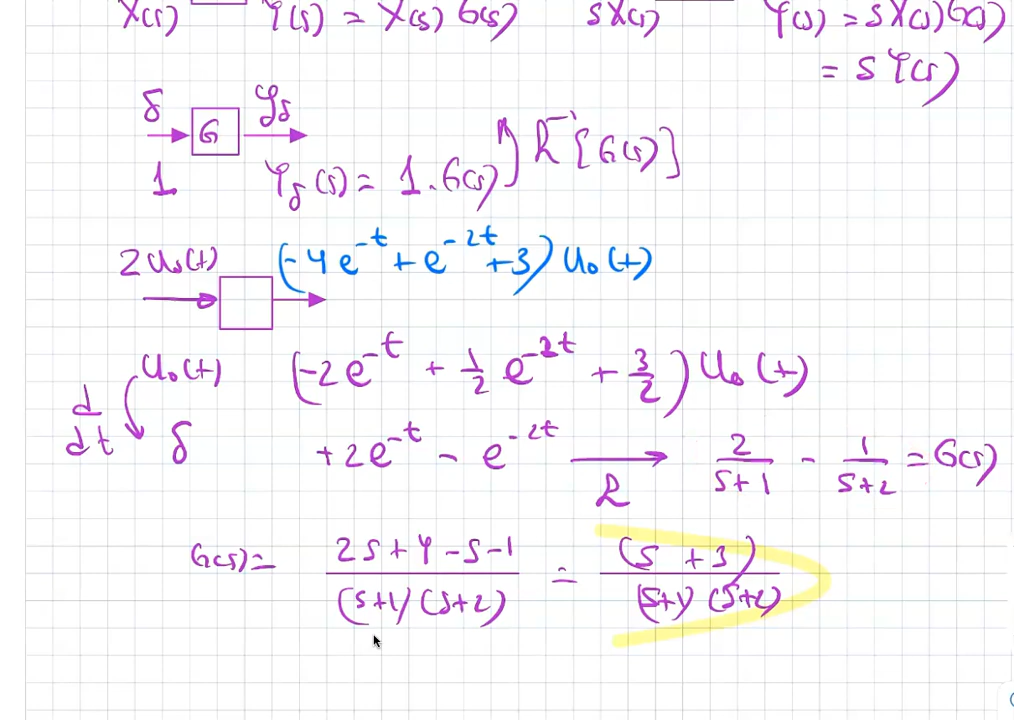 X(s) Y(s) = X(s) G(s) sX(s) Y(s) = sX(s)G(s)
= s Y(s)
δ G yδ
1 Yδ(s) = 1.G(s) ℒ⁻¹{G(s)}
2u₀(t) (-4e^-t + e^-2t +3) u₀(t)
u₀(t) (-2e^-t + 1/2 e^-2t + 3/2) u₀(t)
d/dt δ +2e^-t - e^-2t → ℒ 2/(s+1) - 1/(s+2) = G(s)
G(s) = (2s+4-s-1)/((s+1)(s+2)) = (s+3)/((s+1)(s+2))